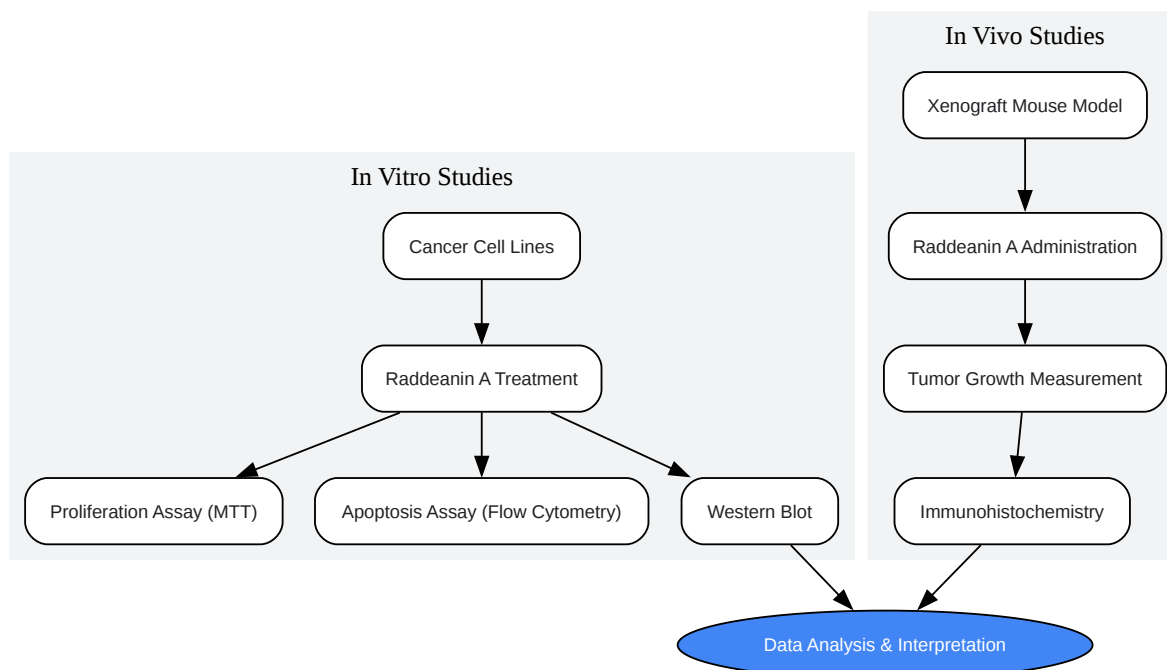 In Vivo Studies
Xenograft Mouse Model
In Vitro Studies
Cancer Cell Lines
Raddeanin A Administration
Raddeanin A Treatment
Tumor Growth Measurement
Proliferation Assay (MTT)
Apoptosis Assay (Flow Cytometry)
Western Blot
Immunohistochemistry
Data Analysis & Interpretation